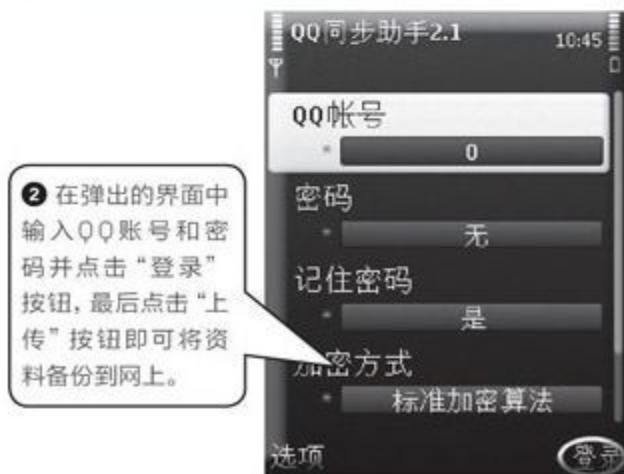 ❷ 在弹出的界面中
输入QQ账号和密
码并点击“登录”
按钮，最后点击“上
传”按钮即可将资
料备份到网上。
QQ同步助手2.1
10:45
QQ帐号
0
密码
无
记住密码
是
加密方式
标准加密算法
选项
登录